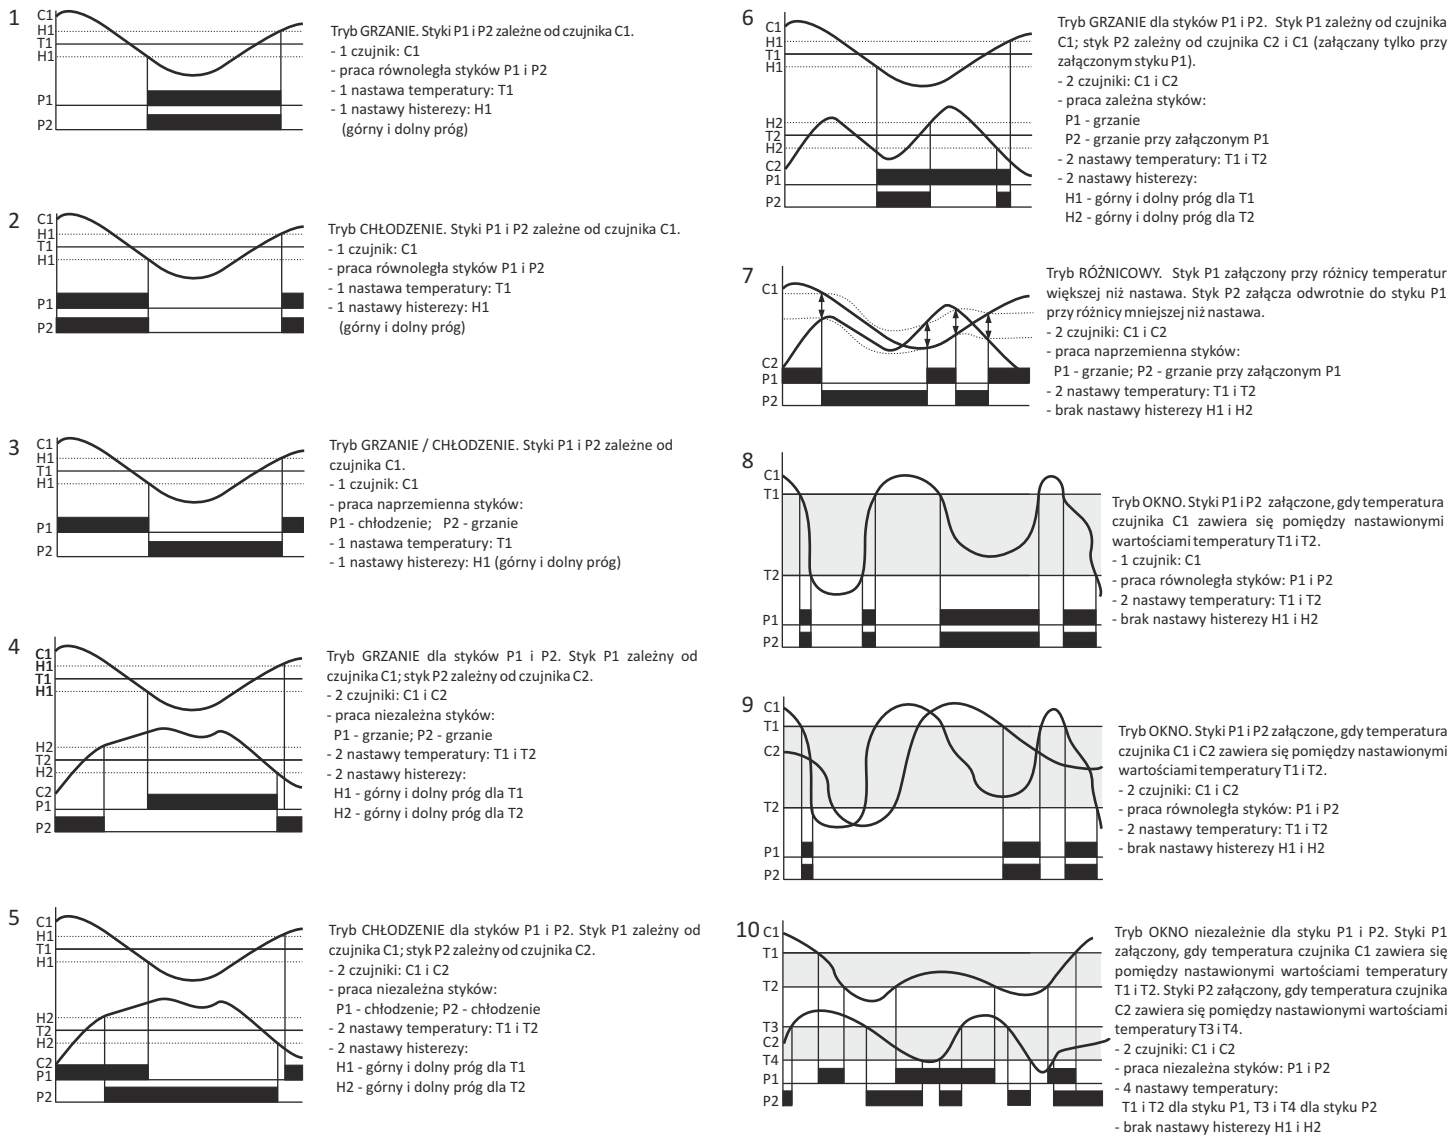 1
C1
H1
T1
H1
P1
P2
Tryb GRZANIE. Styki P1 i P2 zależne od czujnika C1.
- 1 czujnik: C1
- praca równoległa styków P1 i P2
- 1 nastawa temperatury: T1
- 1 nastawy histerezy: H1
(górny i dolny próg)
2
C1
H1
T1
H1
P1
P2
Tryb CHŁODZENIE. Styki P1 i P2 zależne od czujnika C1.
- 1 czujnik: C1
- praca równoległa styków P1 i P2
- 1 nastawa temperatury: T1
- 1 nastawy histerezy: H1
(górny i dolny próg)
3
C1
H1
T1
H1
P1
P2
Tryb GRZANIE / CHŁODZENIE. Styki P1 i P2 zależne od
czujnika C1.
- 1 czujnik: C1
- praca naprzemienna styków:
P1 - chłodzenie; P2 - grzanie
- 1 nastawa temperatury: T1
- 1 nastawy histerezy: H1 (górny i dolny próg)
4
C1
H1
T1
H1
H2
T2
H2
C2
P1
P2
Tryb GRZANIE dla styków P1 i P2. Styk P1 zależny od
czujnika C1; styk P2 zależny od czujnika C2.
- 2 czujniki: C1 i C2
- praca niezależna styków:
P1 - grzanie; P2 - grzanie
- 2 nastawy temperatury: T1 i T2
- 2 nastawy histerezy:
H1 - górny i dolny próg dla T1
H2 - górny i dolny próg dla T2
5
C1
H1
T1
H1
H2
T2
H2
C2
P1
P2
Tryb CHŁODZENIE dla styków P1 i P2. Styk P1 zależny od
czujnika C1; styk P2 zależny od czujnika C2.
- 2 czujniki: C1 i C2
- praca niezależna styków:
P1 - chłodzenie; P2 - chłodzenie
- 2 nastawy temperatury: T1 i T2
- 2 nastawy histerezy:
H1 - górny i dolny próg dla T1
H2 - górny i dolny próg dla T2
6
C1
H1
T1
H1
H2
T2
H2
C2
P1
P2
Tryb GRZANIE dla styków P1 i P2. Styk P1 zależny od czujnika
C1; styk P2 zależny od czujnika C2 i C1 (załączany tylko przy
załączonym styku P1).
- 2 czujniki: C1 i C2
- praca zależna styków:
P1 - grzanie
P2 - grzanie przy załączonym P1
- 2 nastawy temperatury: T1 i T2
- 2 nastawy histerezy:
H1 - górny i dolny próg dla T1
H2 - górny i dolny próg dla T2
7
C1
C2
P1
P2
Tryb RÓŻNICOWY. Styk P1 załączony przy różnicy temperatur
większej niż nastawa. Styk P2 załącza odwrotnie do styku P1
przy różnicy mniejszej niż nastawa.
- 2 czujniki: C1 i C2
- praca naprzemienna styków:
P1 - grzanie; P2 - grzanie przy załączonym P1
- 2 nastawy temperatury: T1 i T2
- brak nastawy histerezy H1 i H2
8
C1
T1
T2
P1
P2
Tryb OKNO. Styki P1 i P2 załączone, gdy temperatura
czujnika C1 zawiera się pomiędzy nastawionymi
wartościami temperatury T1 i T2.
- 1 czujnik: C1
- praca równoległa styków: P1 i P2
- 2 nastawy temperatury: T1 i T2
- brak nastawy histerezy H1 i H2
9
C1
T1
C2
T2
P1
P2
Tryb OKNO. Styki P1 i P2 załączone, gdy temperatura
czujnika C1 i C2 zawiera się pomiędzy nastawionymi
wartościami temperatury T1 i T2.
- 2 czujniki: C1 i C2
- praca równoległa styków: P1 i P2
- 2 nastawy temperatury: T1 i T2
- brak nastawy histerezy H1 i H2
10
C1
T1
T2
T3
C2
T4
P1
P2
Tryb OKNO niezależnie dla styku P1 i P2. Styki P1
załączony, gdy temperatura czujnika C1 zawiera się
pomiędzy nastawionymi wartościami temperatury
T1 i T2. Styki P2 załączony, gdy temperatura czujnika
C2 zawiera się pomiędzy nastawionymi wartościami
temperatury T3 i T4.
- 2 czujniki: C1 i C2
- praca niezależna styków: P1 i P2
- 4 nastawy temperatury:
T1 i T2 dla styku P1, T3 i T4 dla styku P2
- brak nastawy histerezy H1 i H2